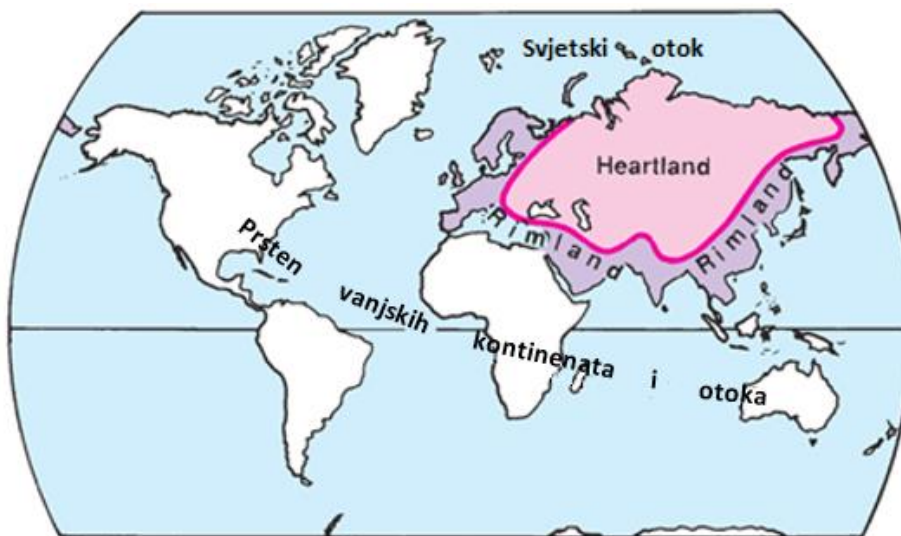 Svjetski otok
Heartland
Rimland
Rimland
Prsten vanjskih kontinenata i otoka